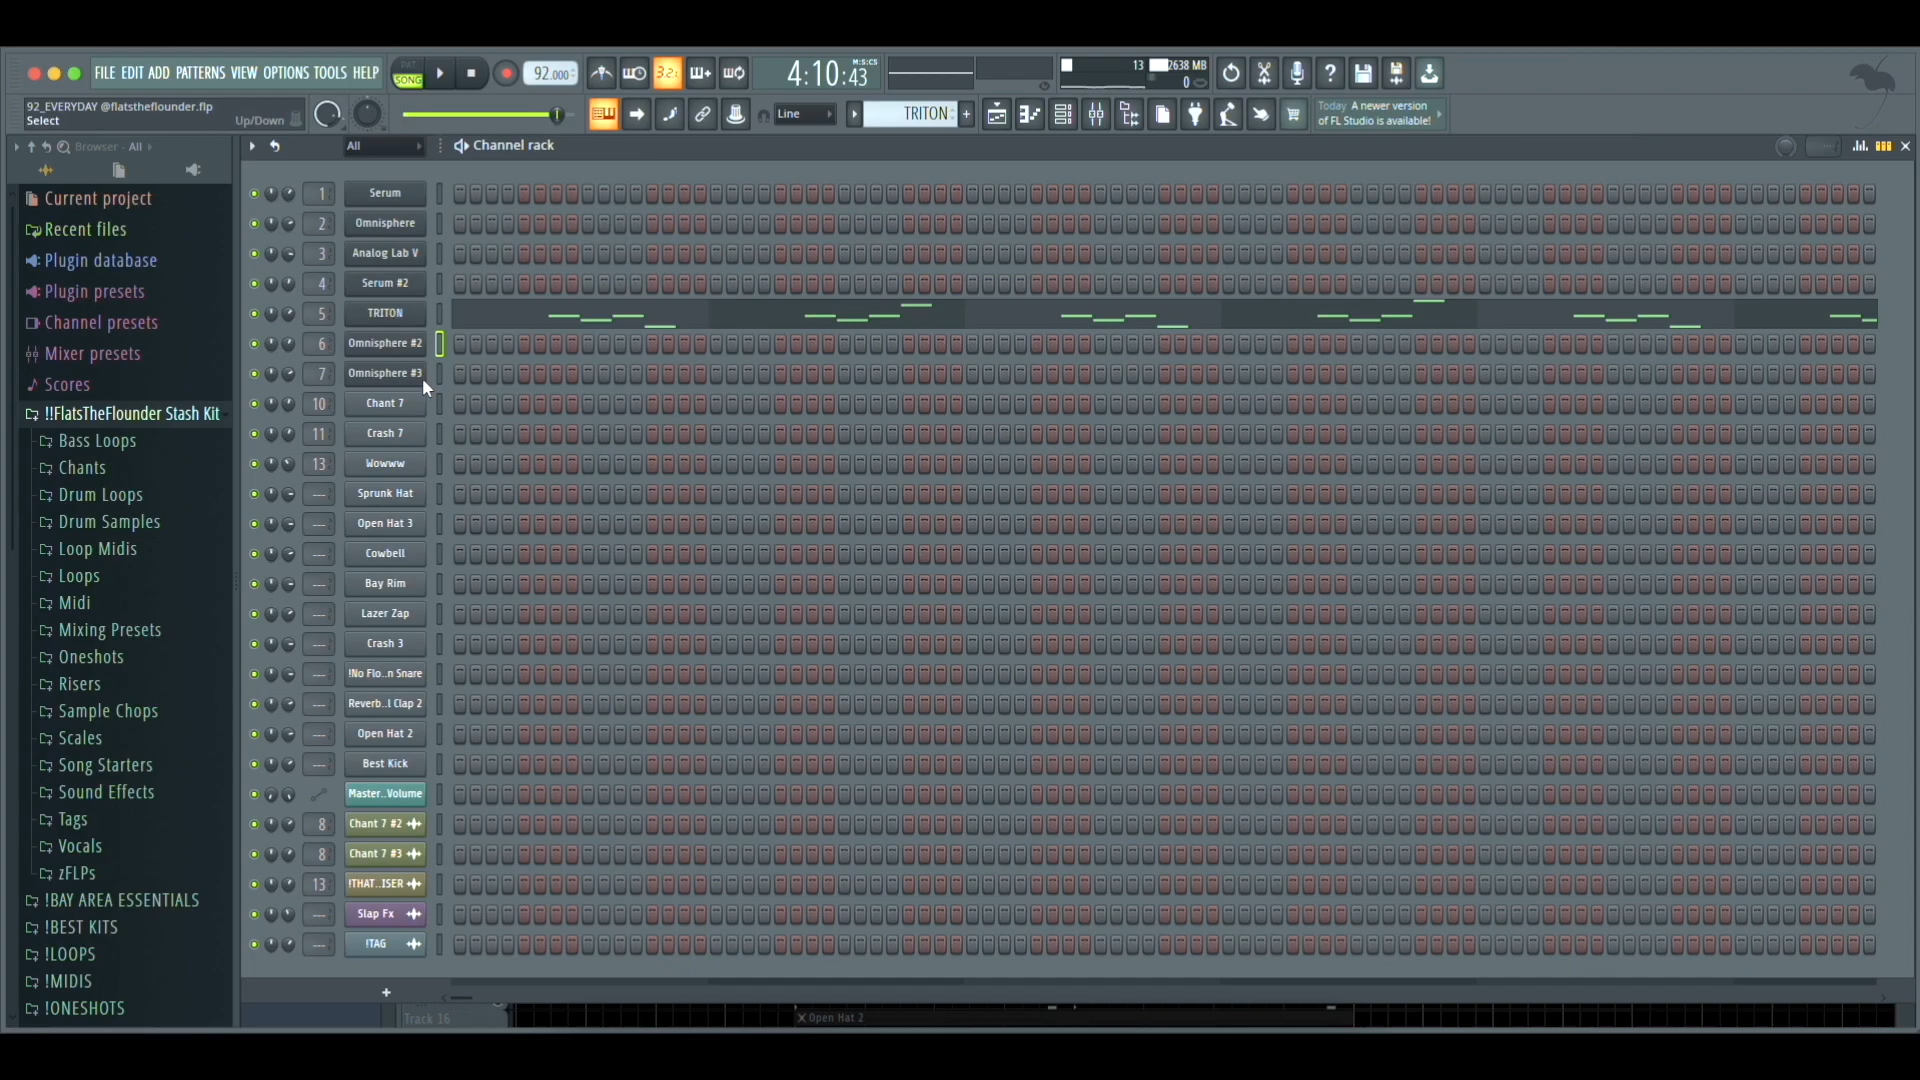 FILE EDIT ADD PATTERNS VIEW OPTIONS TOOLS HELP
PAT
SONG
92.000
3.2.
4:10:43
M:S:CS
13
2638 MB
0
92_EVERYDAY @flatstheflounder.flp
Select
Up/Down
Line
TRITON
Today A newer version
of FL Studio is available!
Browser - All
All
Channel rack
Current project
Recent files
Plugin database
Plugin presets
Channel presets
Mixer presets
Scores
!!FlatsTheFlounder Stash Kit
Bass Loops
Chants
Drum Loops
Drum Samples
Loop Midis
Loops
Midi
Mixing Presets
Oneshots
Risers
Sample Chops
Scales
Song Starters
Sound Effects
Tags
Vocals
zFLPs
!BAY AREA ESSENTIALS
!BEST KITS
!LOOPS
!MIDIS
!ONESHOTS
1 Serum
2 Omnisphere
3 Analog Lab V
4 Serum #2
5 TRITON
6 Omnisphere #2
7 Omnisphere #3
10 Chant 7
11 Crash 7
13 Wowww
--- Sprunk Hat
--- Open Hat 3
--- Cowbell
--- Bay Rim
--- Lazer Zap
--- Crash 3
--- !No Flo..n Snare
--- Reverb..l Clap 2
--- Open Hat 2
--- Best Kick
Master..Volume
8 Chant 7 #2
8 Chant 7 #3
13 !THAT..ISER
--- Slap Fx
--- !TAG
Track 16
Open Hat 2